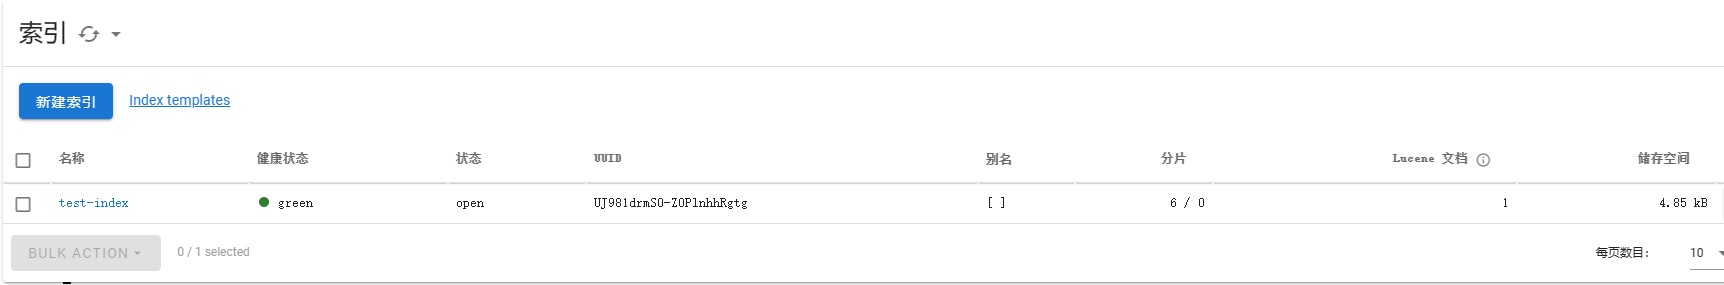 索引
新建索引 Index templates
名称 健康状态 状态 UUID 别名 分片 Lucene 文档 储存空间
test-index green open UJ981drmS0-ZOPlnhhRgtg [ ] 6 / 0 1 4.85 kB
BULK ACTION 0 / 1 selected 每页数目: 10